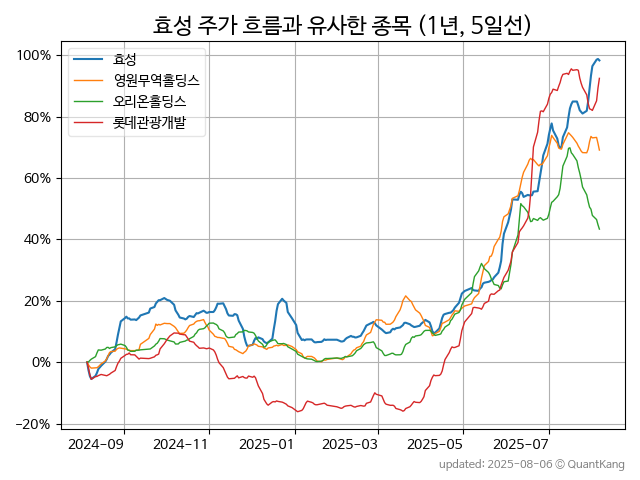 효성 주가 흐름과 유사한 종목 (1년, 5일선)
효성
영원무역홀딩스
오리온홀딩스
롯데관광개발
100%
80%
60%
40%
20%
0%
−20%
2024-09 2024-11 2025-01 2025-03 2025-05 2025-07
updated: 2025-08-06 © QuantKang